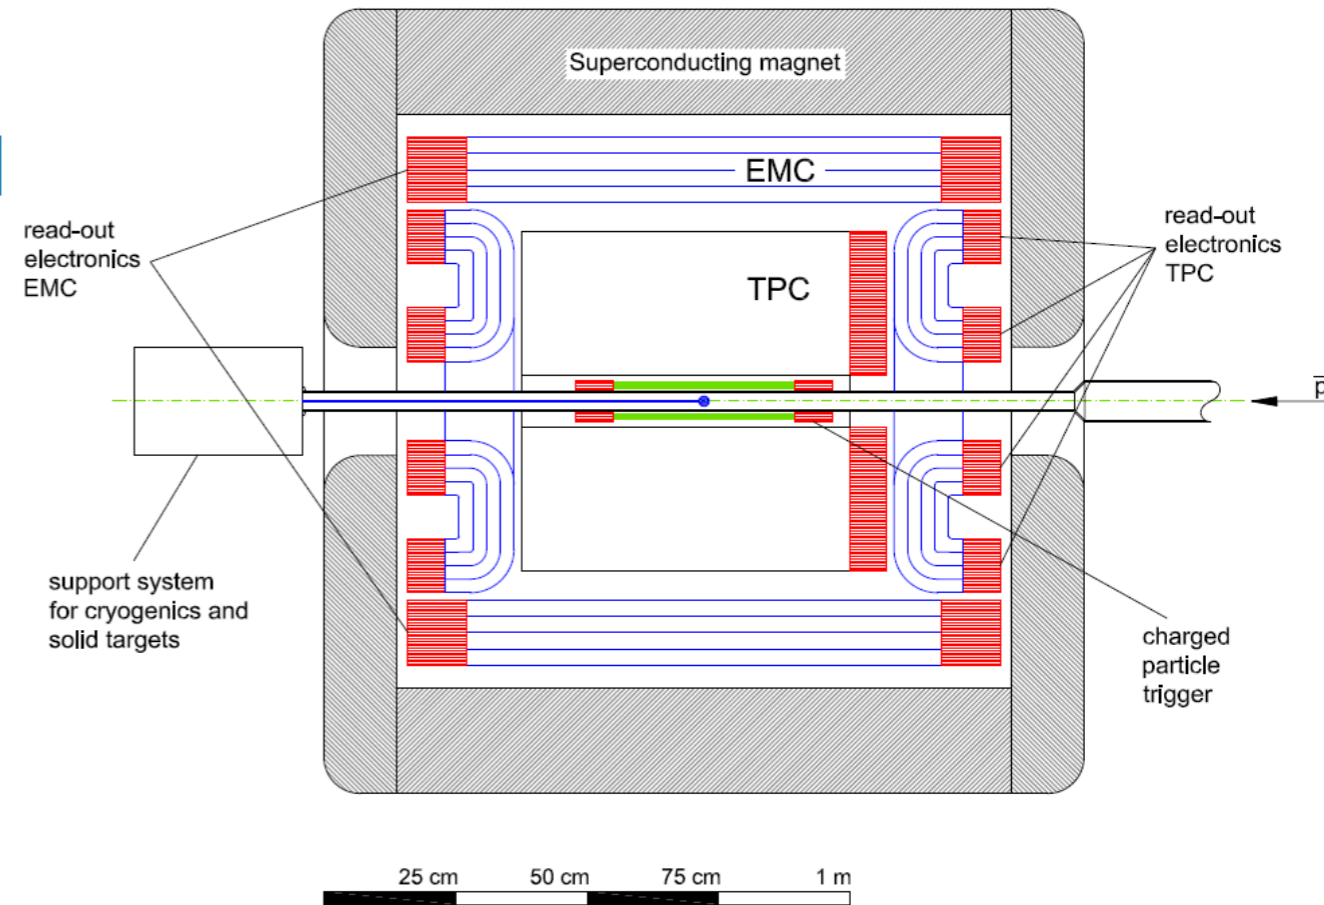 Superconducting magnet
EMC
read-out
electronics
EMC
read-out
electronics
TPC
TPC
p̅
support system
for cryogenics and
solid targets
charged
particle
trigger
25 cm 50 cm 75 cm 1 m